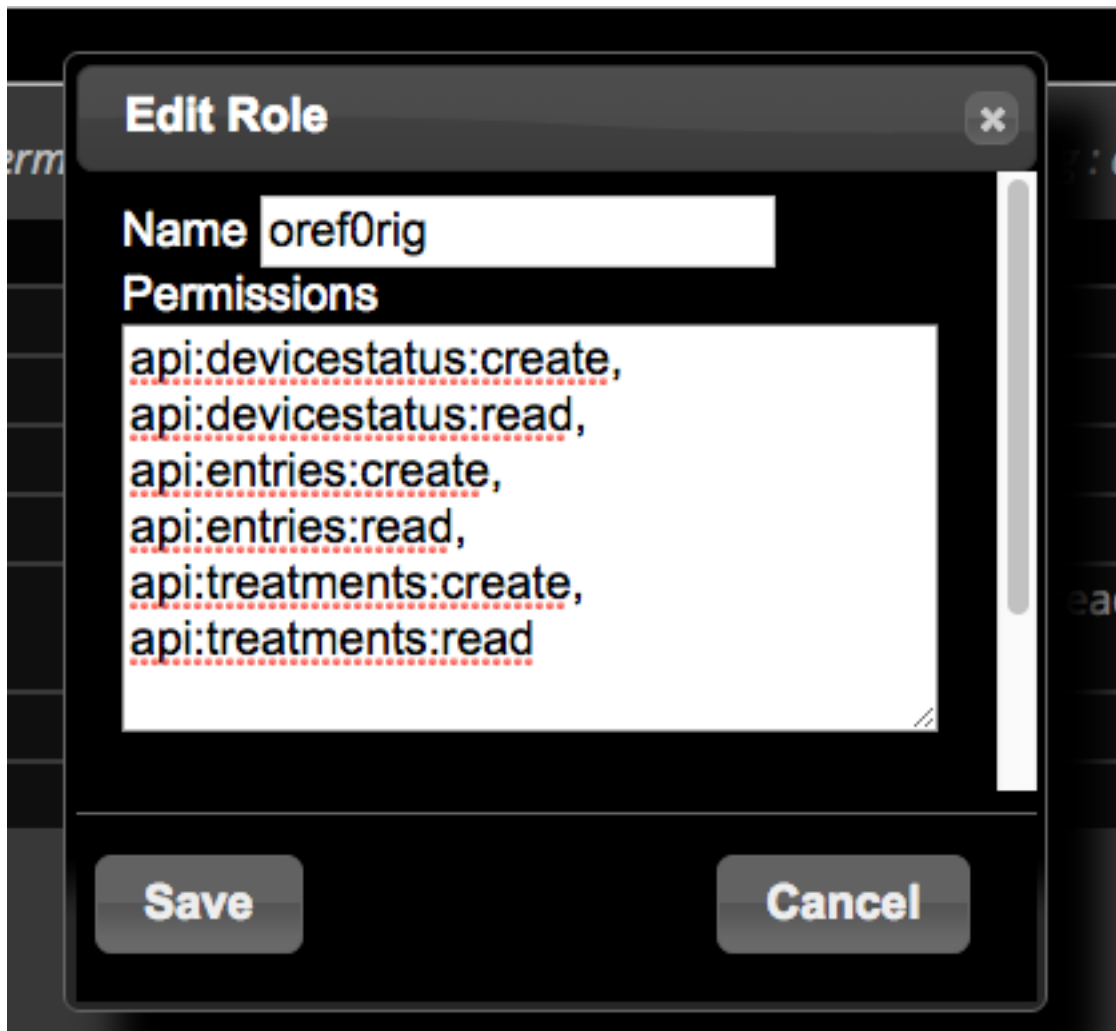 Edit Role
Name oref0rig
Permissions
api:devicestatus:create,
api:devicestatus:read,
api:entries:create,
api:entries:read,
api:treatments:create,
api:treatments:read
Save Cancel